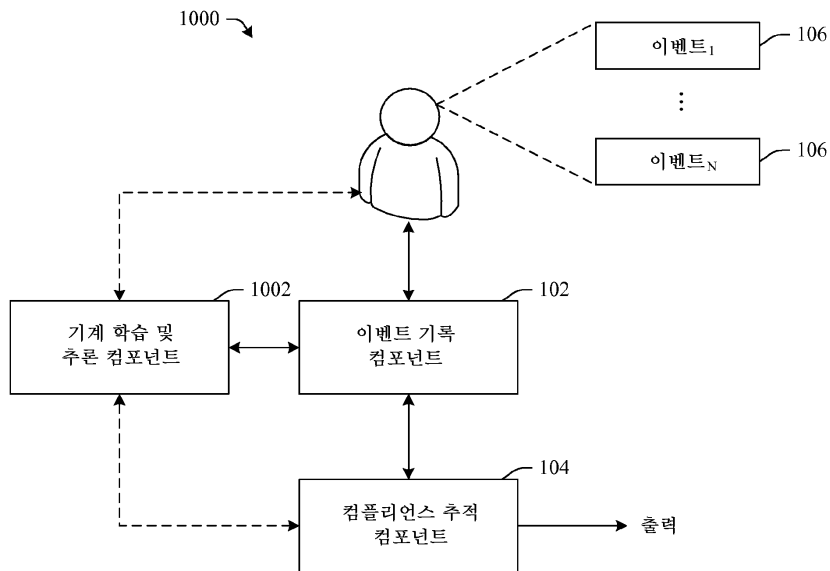 1000
이벤트1
106
⋮
이벤트N
106
1002
기계 학습 및
추론 컴포넌트
102
이벤트 기록
컴포넌트
104
컴플리언스 추적
컴포넌트
출력